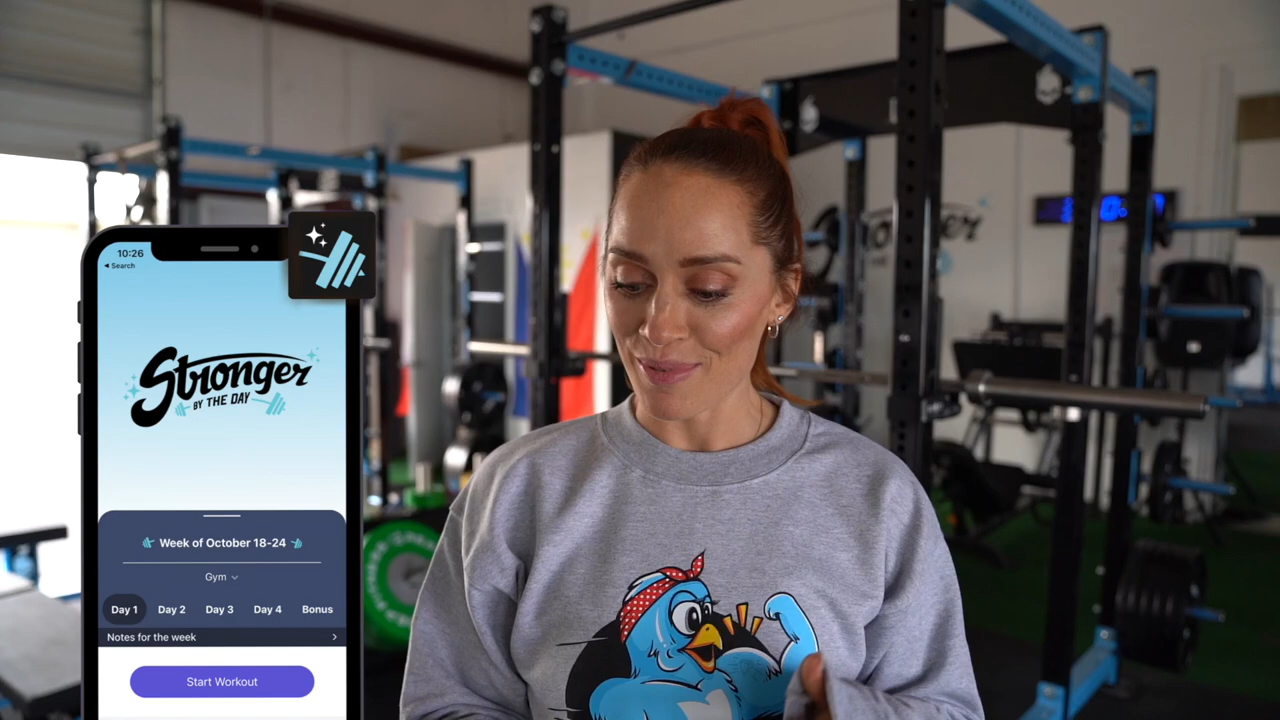 10:26
◀ Search
Stronger
BY THE DAY
Week of October 18-24
Gym
Day 1 Day 2 Day 3 Day 4 Bonus
Notes for the week
Start Workout